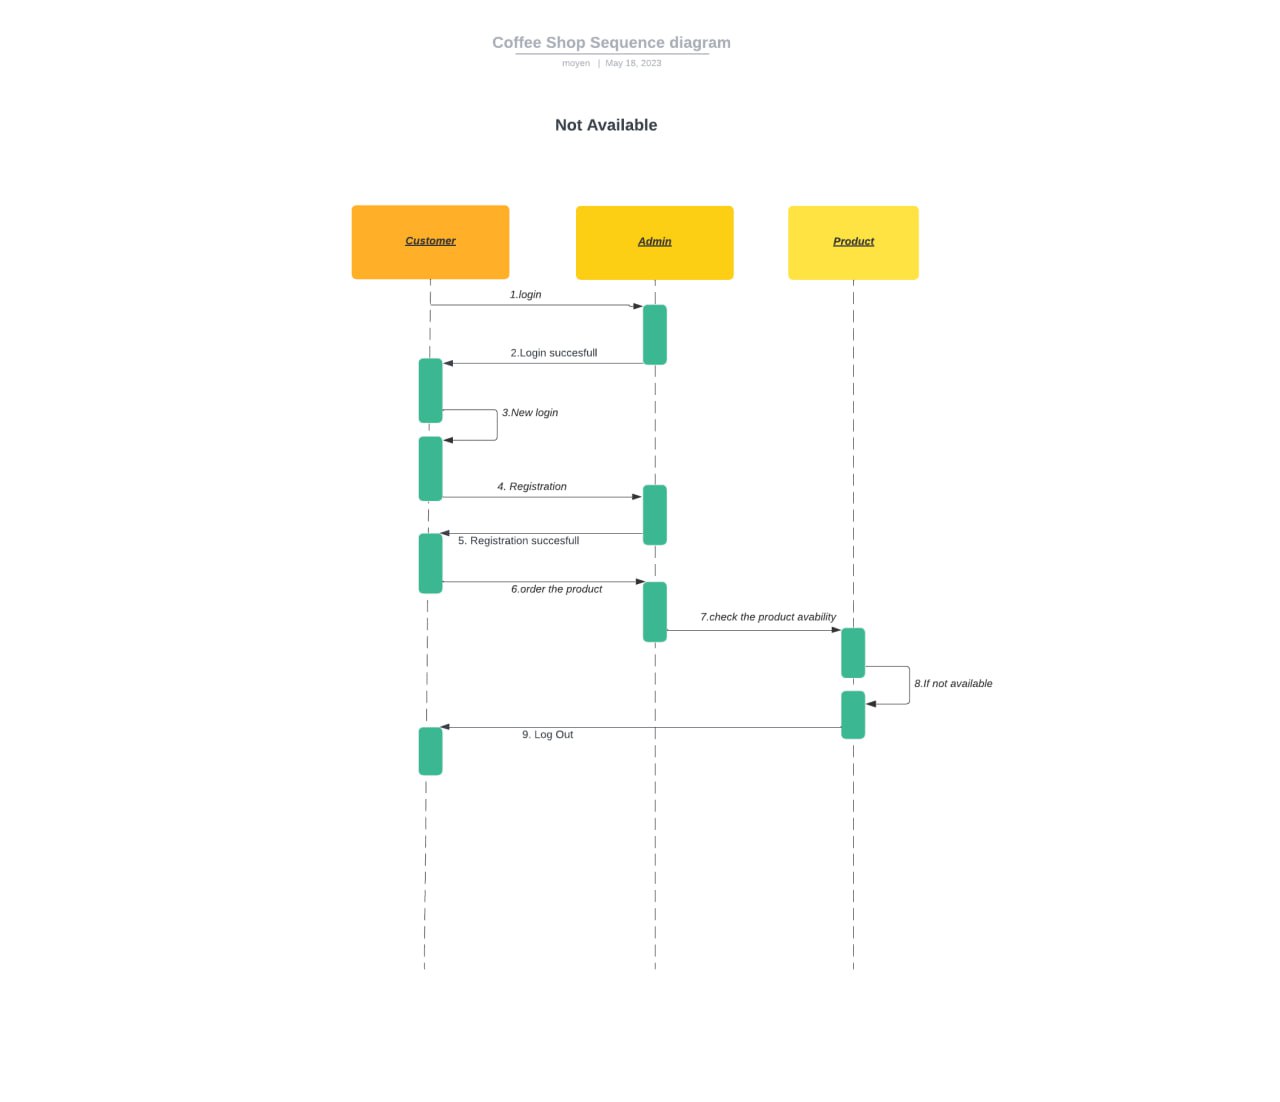 Coffee Shop Sequence diagram
moyen | May 18, 2023
Not Available
Customer
Admin
Product
1.login
2.Login succesfull
3.New login
4. Registration
5. Registration succesfull
6.order the product
7.check the product avability
8.If not available
9. Log Out